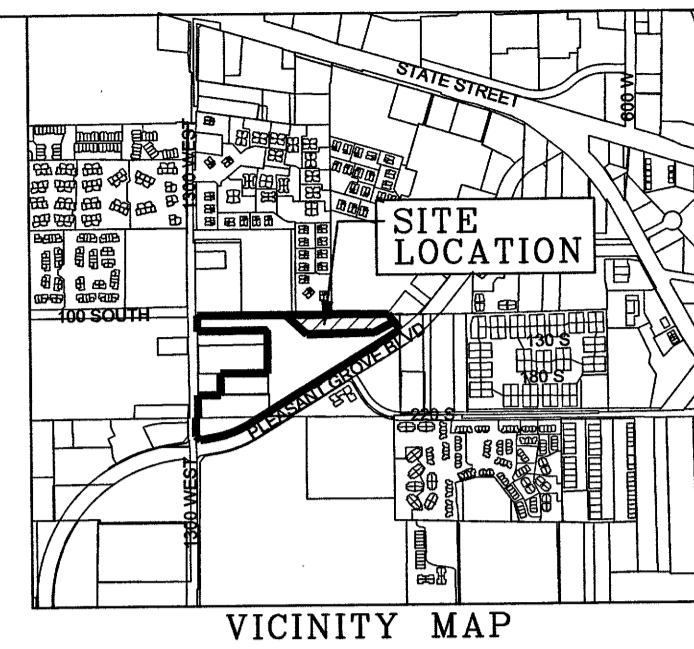 STATE STREET
600 W
1300 WEST
SITE
LOCATION
100 SOUTH
130 S
180 S
PLEASANT GROVE BLVD
220 S
1300 WEST
VICINITY MAP